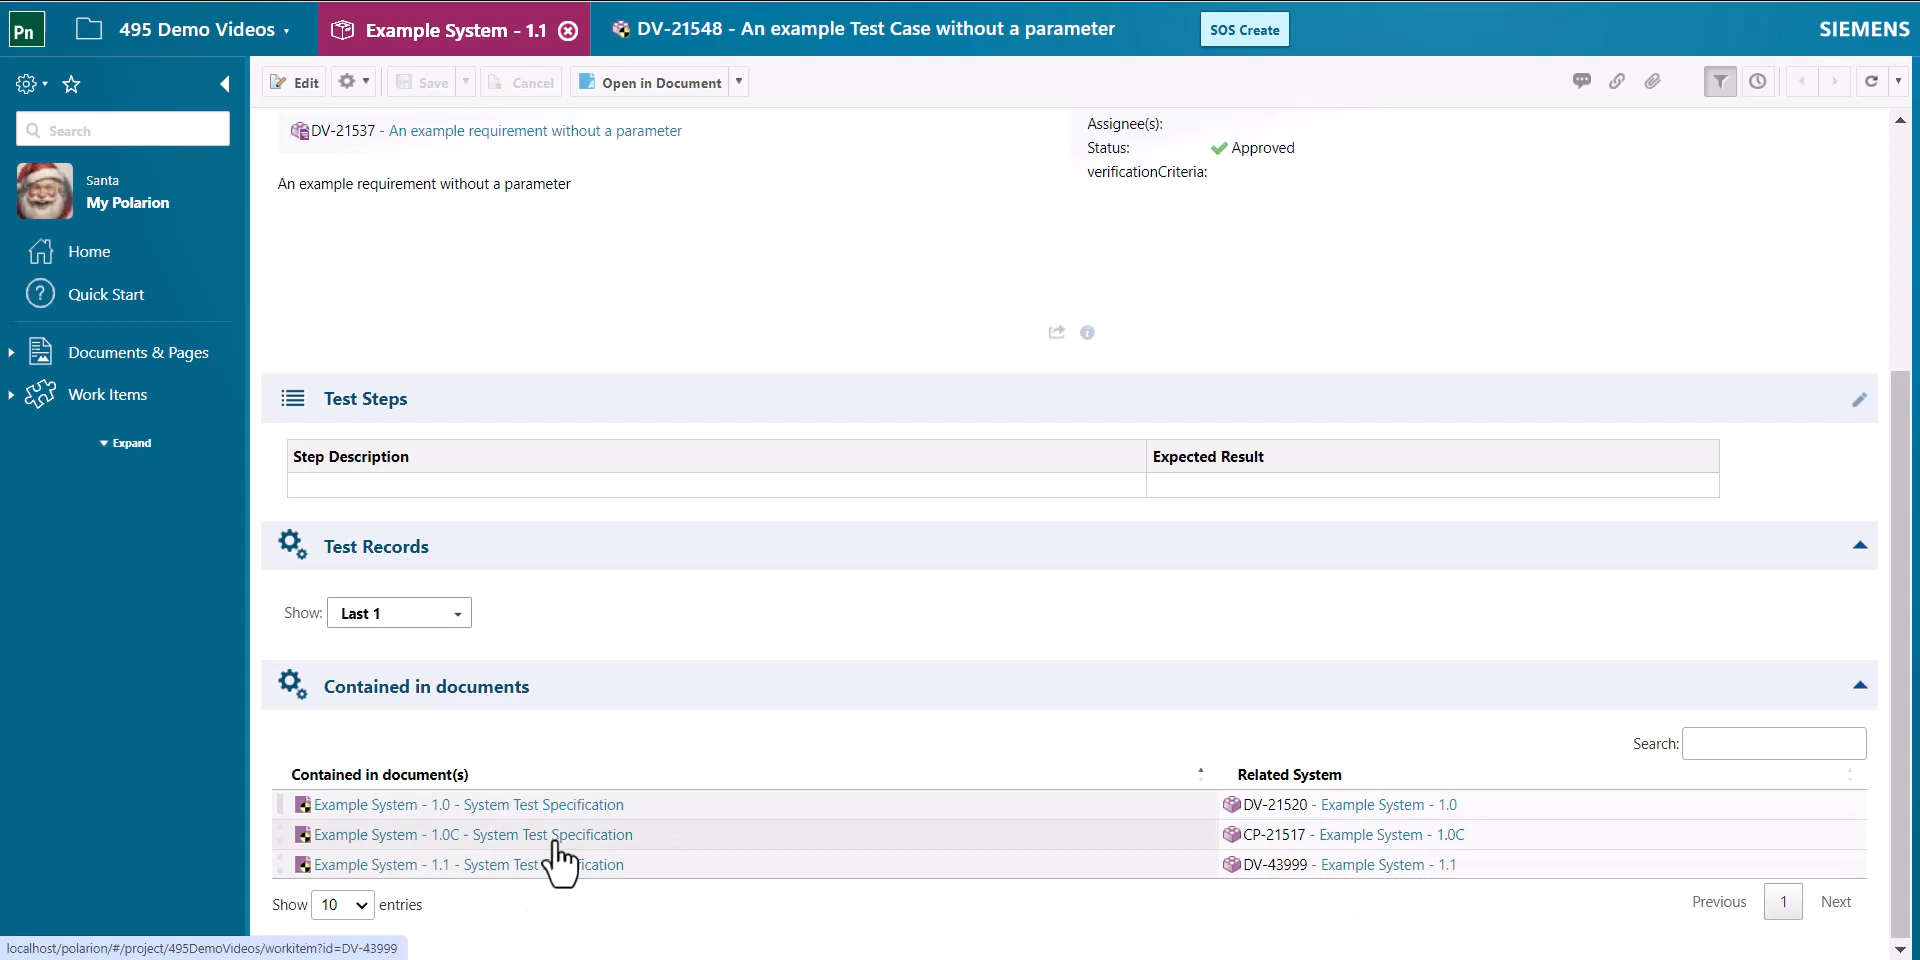 Pn
495 Demo Videos
Example System - 1.1
DV-21548 - An example Test Case without a parameter
SOS Create
SIEMENS
Edit
Save
Cancel
Open in Document
Search
Santa
My Polarion
Home
Quick Start
Documents & Pages
Work Items
Expand
DV-21537 - An example requirement without a parameter
An example requirement without a parameter
Assignee(s):
Status: Approved
verificationCriteria:
Test Steps
Step Description Expected Result
Test Records
Show: Last 1
Contained in documents
Search:
Contained in document(s) Related System
Example System - 1.0 - System Test Specification DV-21520 - Example System - 1.0
Example System - 1.0C - System Test Specification CP-21517 - Example System - 1.0C
Example System - 1.1 - System Test DV-43999 - Example System - 1.1
Show 10 entries
Previous 1 Next
localhost/polarion/#/project/495DemoVideos/workitem?id=DV-43999